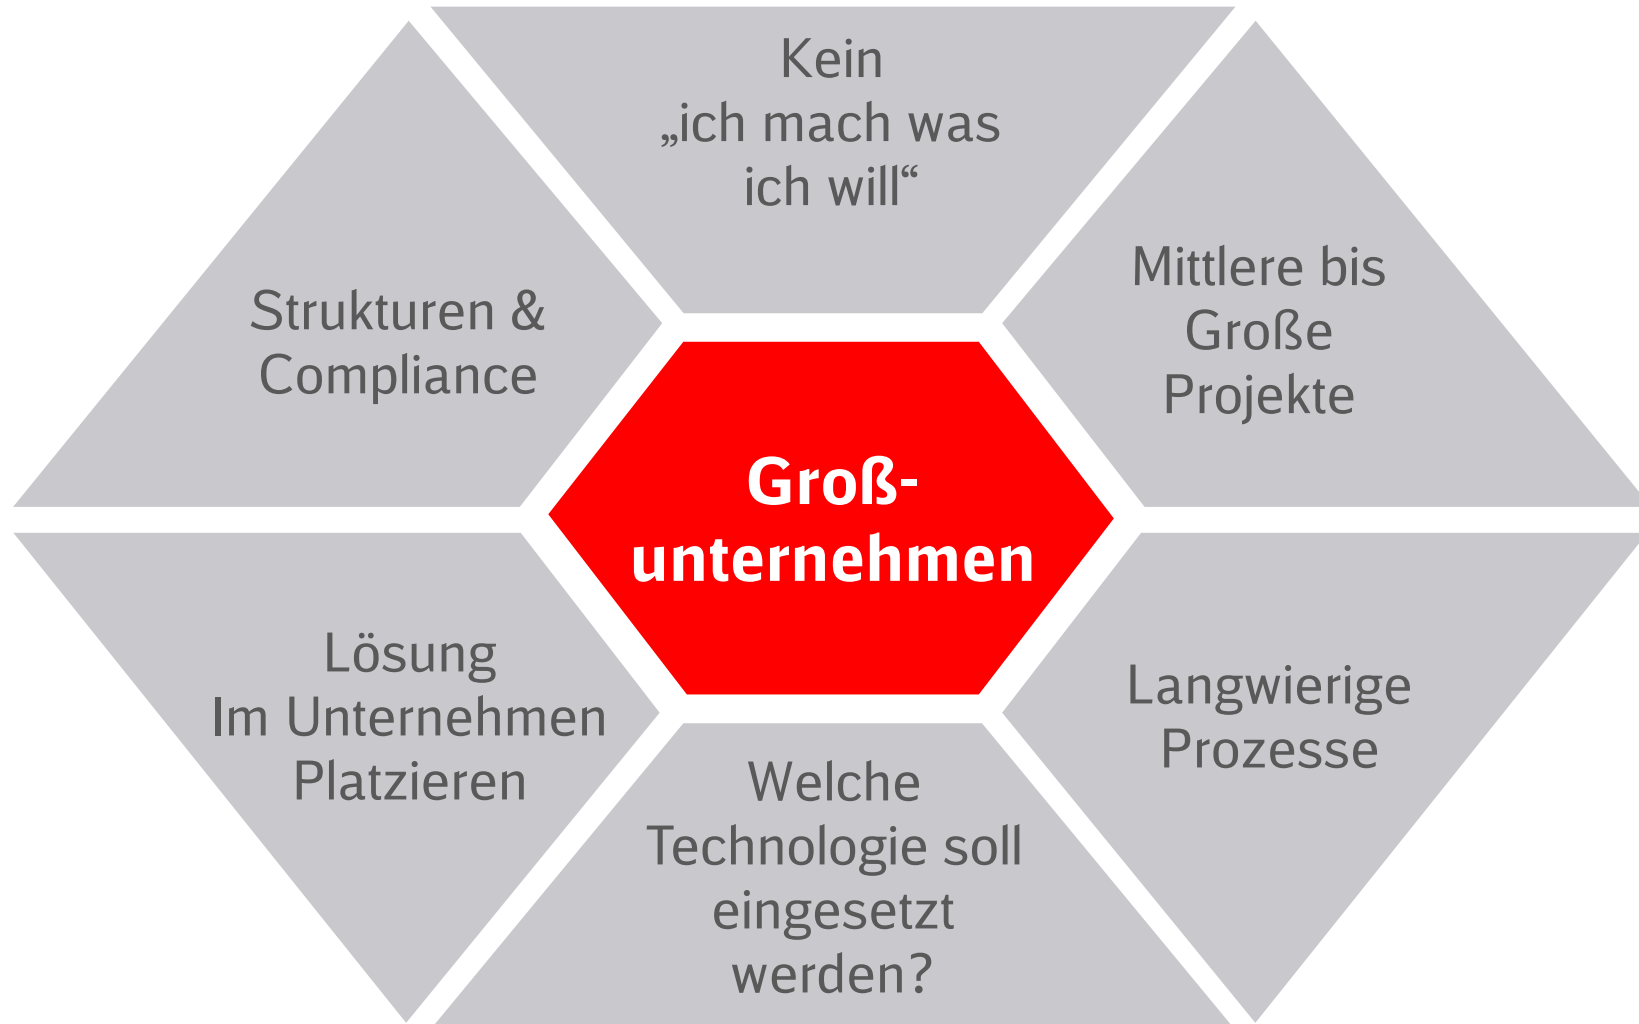 Kein
„ich mach was
ich will“
Mittlere bis
Große
Projekte
Strukturen &
Compliance
Groß-
unternehmen
Lösung
Im Unternehmen
Platzieren
Langwierige
Prozesse
Welche
Technologie soll
eingesetzt
werden?